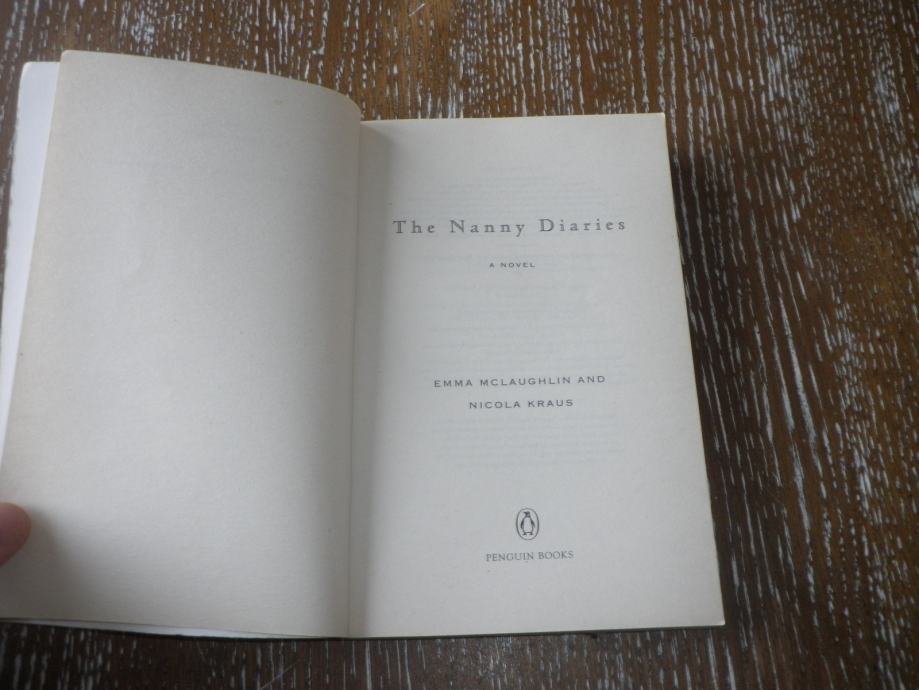 The Nanny Diaries
A NOVEL
EMMA MCLAUGHLIN AND
NICOLA KRAUS
PENGUIN BOOKS